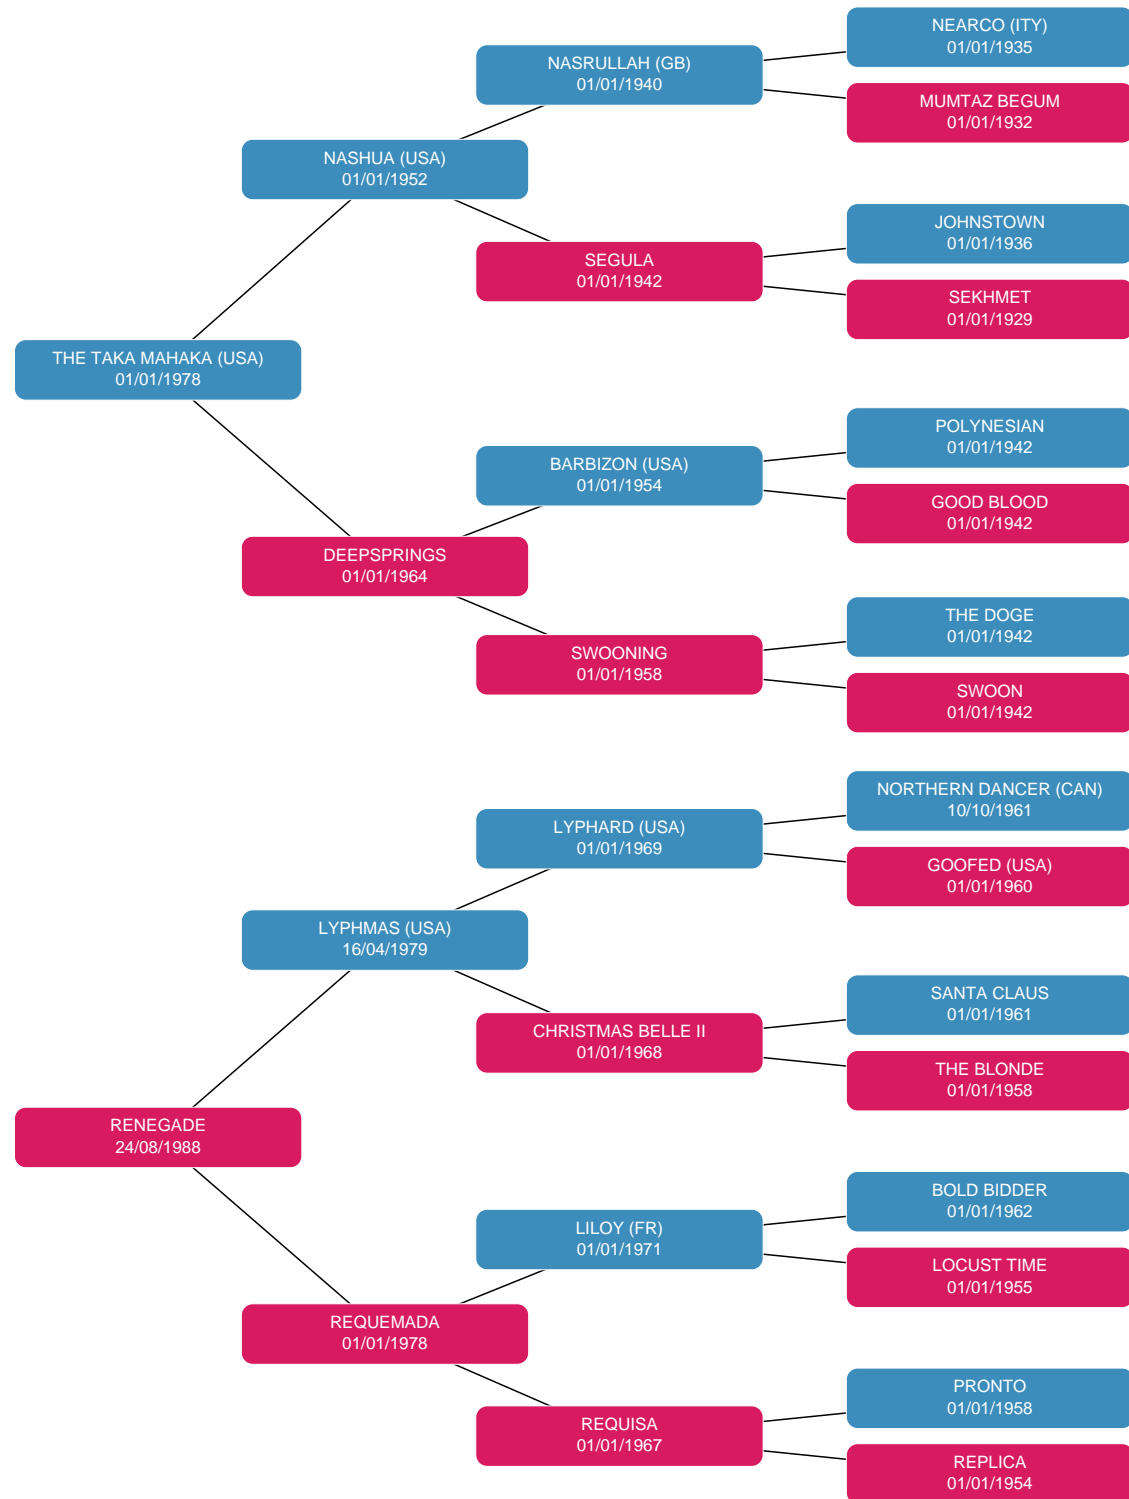 NEARCO (ITY)
01/01/1935
NASRULLAH (GB)
01/01/1940
MUMTAZ BEGUM
01/01/1932
NASHUA (USA)
01/01/1952
JOHNSTOWN
01/01/1936
SEGULA
01/01/1942
SEKHMET
01/01/1929
THE TAKA MAHAKA (USA)
01/01/1978
POLYNESIAN
01/01/1942
BARBIZON (USA)
01/01/1954
GOOD BLOOD
01/01/1942
DEEPSPRINGS
01/01/1964
THE DOGE
01/01/1942
SWOONING
01/01/1958
SWOON
01/01/1942
NORTHERN DANCER (CAN)
10/10/1961
LYPHARD (USA)
01/01/1969
GOOFED (USA)
01/01/1960
LYPHMAS (USA)
16/04/1979
SANTA CLAUS
01/01/1961
CHRISTMAS BELLE II
01/01/1968
THE BLONDE
01/01/1958
RENEGADE
24/08/1988
BOLD BIDDER
01/01/1962
LILOY (FR)
01/01/1971
LOCUST TIME
01/01/1955
REQUEMADA
01/01/1978
PRONTO
01/01/1958
REQUISA
01/01/1967
REPLICA
01/01/1954